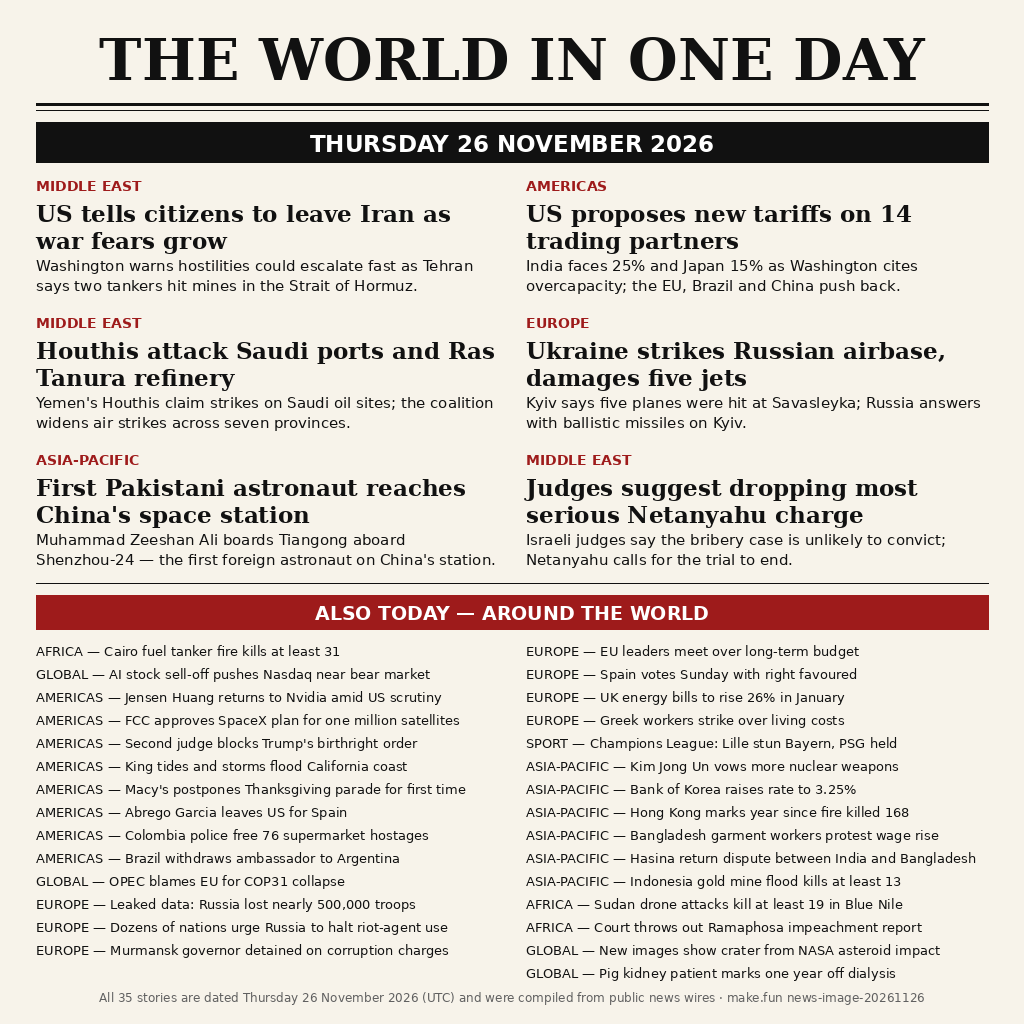 THE WORLD IN ONE DAY
THURSDAY 26 NOVEMBER 2026
MIDDLE EAST
US tells citizens to leave Iran as
war fears grow
Washington warns hostilities could escalate fast as Tehran
says two tankers hit mines in the Strait of Hormuz.
MIDDLE EAST
Houthis attack Saudi ports and Ras
Tanura refinery
Yemen's Houthis claim strikes on Saudi oil sites; the coalition
widens air strikes across seven provinces.
ASIA-PACIFIC
First Pakistani astronaut reaches
China's space station
Muhammad Zeeshan Ali boards Tiangong aboard
Shenzhou-24 — the first foreign astronaut on China's station.
AMERICAS
US proposes new tariffs on 14
trading partners
India faces 25% and Japan 15% as Washington cites
overcapacity; the EU, Brazil and China push back.
EUROPE
Ukraine strikes Russian airbase,
damages five jets
Kyiv says five planes were hit at Savasleyka; Russia answers
with ballistic missiles on Kyiv.
MIDDLE EAST
Judges suggest dropping most
serious Netanyahu charge
Israeli judges say the bribery case is unlikely to convict;
Netanyahu calls for the trial to end.
ALSO TODAY — AROUND THE WORLD
AFRICA — Cairo fuel tanker fire kills at least 31
GLOBAL — AI stock sell-off pushes Nasdaq near bear market
AMERICAS — Jensen Huang returns to Nvidia amid US scrutiny
AMERICAS — FCC approves SpaceX plan for one million satellites
AMERICAS — Second judge blocks Trump's birthright order
AMERICAS — King tides and storms flood California coast
AMERICAS — Macy's postpones Thanksgiving parade for first time
AMERICAS — Abrego Garcia leaves US for Spain
AMERICAS — Colombia police free 76 supermarket hostages
AMERICAS — Brazil withdraws ambassador to Argentina
GLOBAL — OPEC blames EU for COP31 collapse
EUROPE — Leaked data: Russia lost nearly 500,000 troops
EUROPE — Dozens of nations urge Russia to halt riot-agent use
EUROPE — Murmansk governor detained on corruption charges
EUROPE — EU leaders meet over long-term budget
EUROPE — Spain votes Sunday with right favoured
EUROPE — UK energy bills to rise 26% in January
EUROPE — Greek workers strike over living costs
SPORT — Champions League: Lille stun Bayern, PSG held
ASIA-PACIFIC — Kim Jong Un vows more nuclear weapons
ASIA-PACIFIC — Bank of Korea raises rate to 3.25%
ASIA-PACIFIC — Hong Kong marks year since fire killed 168
ASIA-PACIFIC — Bangladesh garment workers protest wage rise
ASIA-PACIFIC — Hasina return dispute between India and Bangladesh
ASIA-PACIFIC — Indonesia gold mine flood kills at least 13
AFRICA — Sudan drone attacks kill at least 19 in Blue Nile
AFRICA — Court throws out Ramaphosa impeachment report
GLOBAL — New images show crater from NASA asteroid impact
GLOBAL — Pig kidney patient marks one year off dialysis
All 35 stories are dated Thursday 26 November 2026 (UTC) and were compiled from public news wires · make.fun news-image-20261126